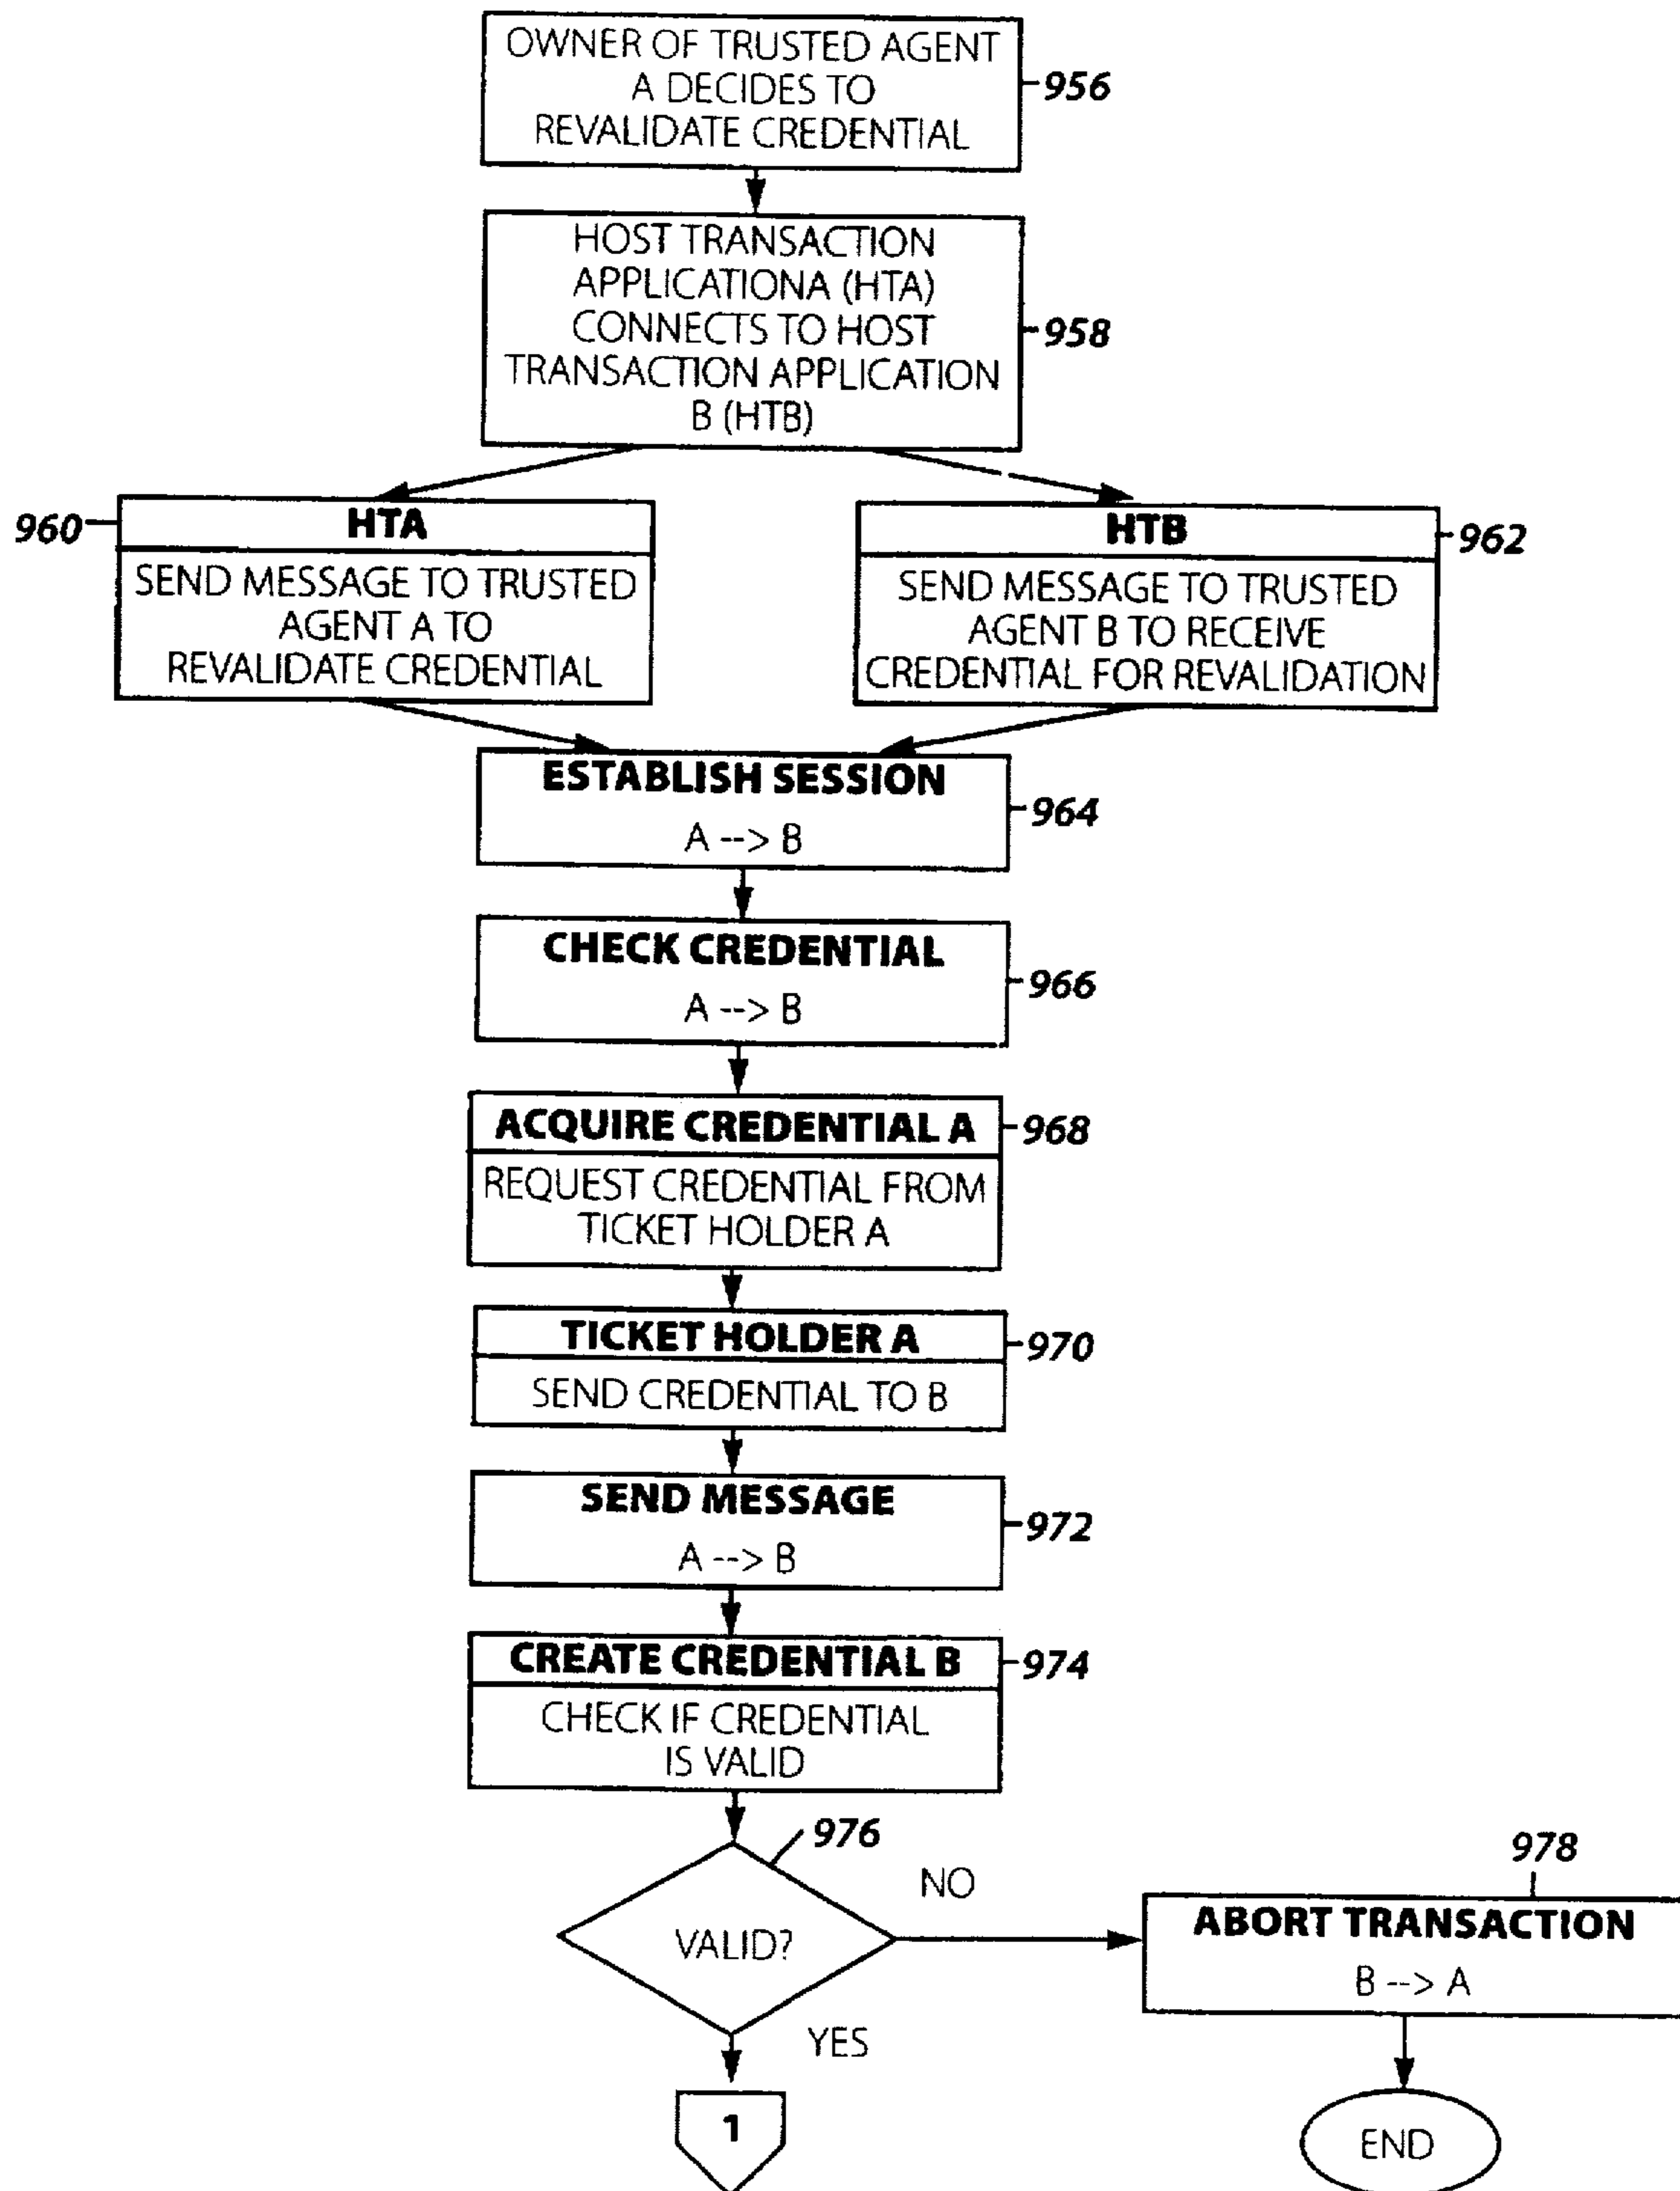 OWNER OF TRUSTED AGENT
A DECIDES TO
REVALIDATE CREDENTIAL
956
HOST TRANSACTION
APPLICATIONA (HTA)
CONNECTS TO HOST
TRANSACTION APPLICATION
B (HTB)
958
960
HTA
SEND MESSAGE TO TRUSTED
AGENT A TO
REVALIDATE CREDENTIAL
HTB
962
SEND MESSAGE TO TRUSTED
AGENT B TO RECEIVE
CREDENTIAL FOR REVALIDATION
ESTABLISH SESSION
964
A --> B
CHECK CREDENTIAL
966
A --> B
ACQUIRE CREDENTIAL A
968
REQUEST CREDENTIAL FROM
TICKET HOLDER A
TICKET HOLDER A
970
SEND CREDENTIAL TO B
SEND MESSAGE
972
A --> B
CREATE CREDENTIAL B
974
CHECK IF CREDENTIAL
IS VALID
976
VALID?
NO
978
ABORT TRANSACTION
B --> A
YES
1
END